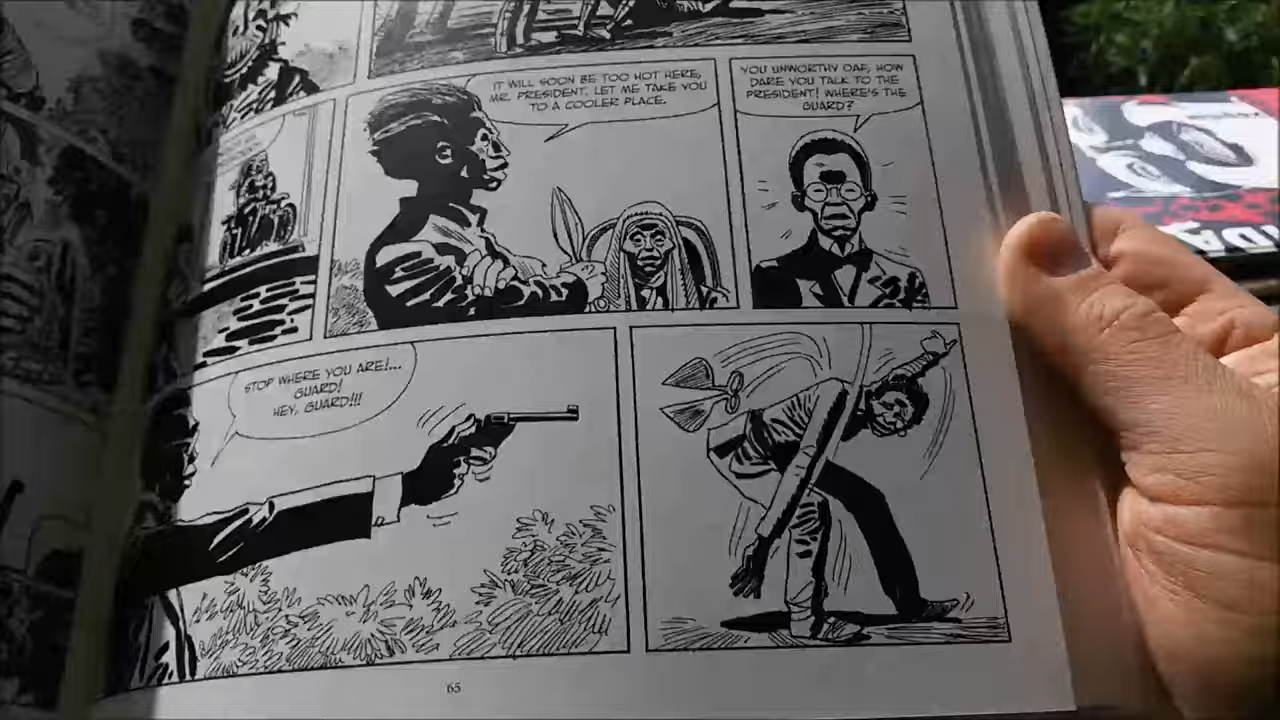 IT WILL SOON BE TOO HOT HERE,
MR. PRESIDENT. LET ME TAKE YOU
TO A COOLER PLACE.
YOU UNWORTHY OAF, HOW
DARE YOU TALK TO THE
PRESIDENT! WHERE'S THE
GUARD?
STOP WHERE YOU ARE!...
GUARD!
HEY, GUARD!!!
65